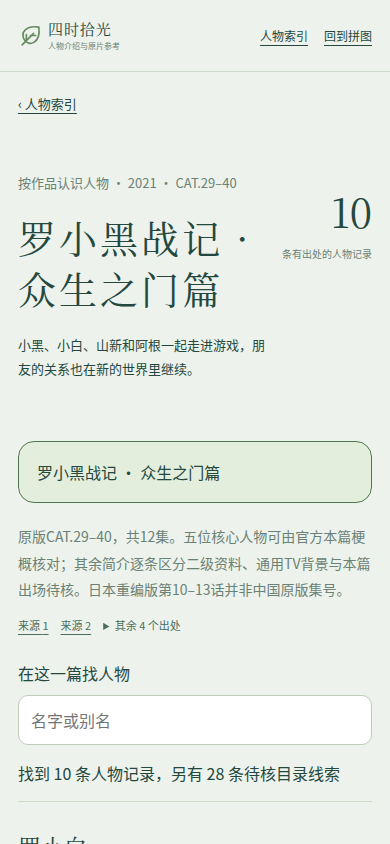 四时拾光
人物介绍与原片参考
人物索引
回到拼图
‹ 人物索引
按作品认识人物 · 2021 · CAT.29–40
罗小黑战记 ·
众生之门篇
10
条有出处的人物记录
小黑、小白、山新和阿根一起走进游戏，朋
友的关系也在新的世界里继续。
罗小黑战记 · 众生之门篇
原版CAT.29–40，共12集。五位核心人物可由官方本篇梗
概核对；其余简介逐条区分二级资料、通用TV背景与本篇
出场待核。日本重编版第10–13话并非中国原版集号。
来源 1
来源 2
▶ 其余 4 个出处
在这一篇找人物
名字或别名
找到 10 条人物记录，另有 28 条待核目录线索
罗小白